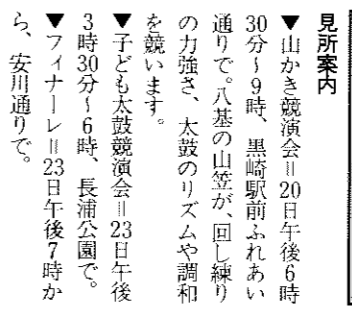 見所案内
▼山かき競演会＝20日午後6時
30分〜9時、黒崎駅前ふれあい
通りで。八基の山笠が、回し練り
の力強さ、太鼓のリズムや調和
を競います。
▼子ども太鼓競演会＝23日午後
3時30分〜6時、長浦公園で。
▼フィナーレ＝23日午後7時か
ら、安川通りで。